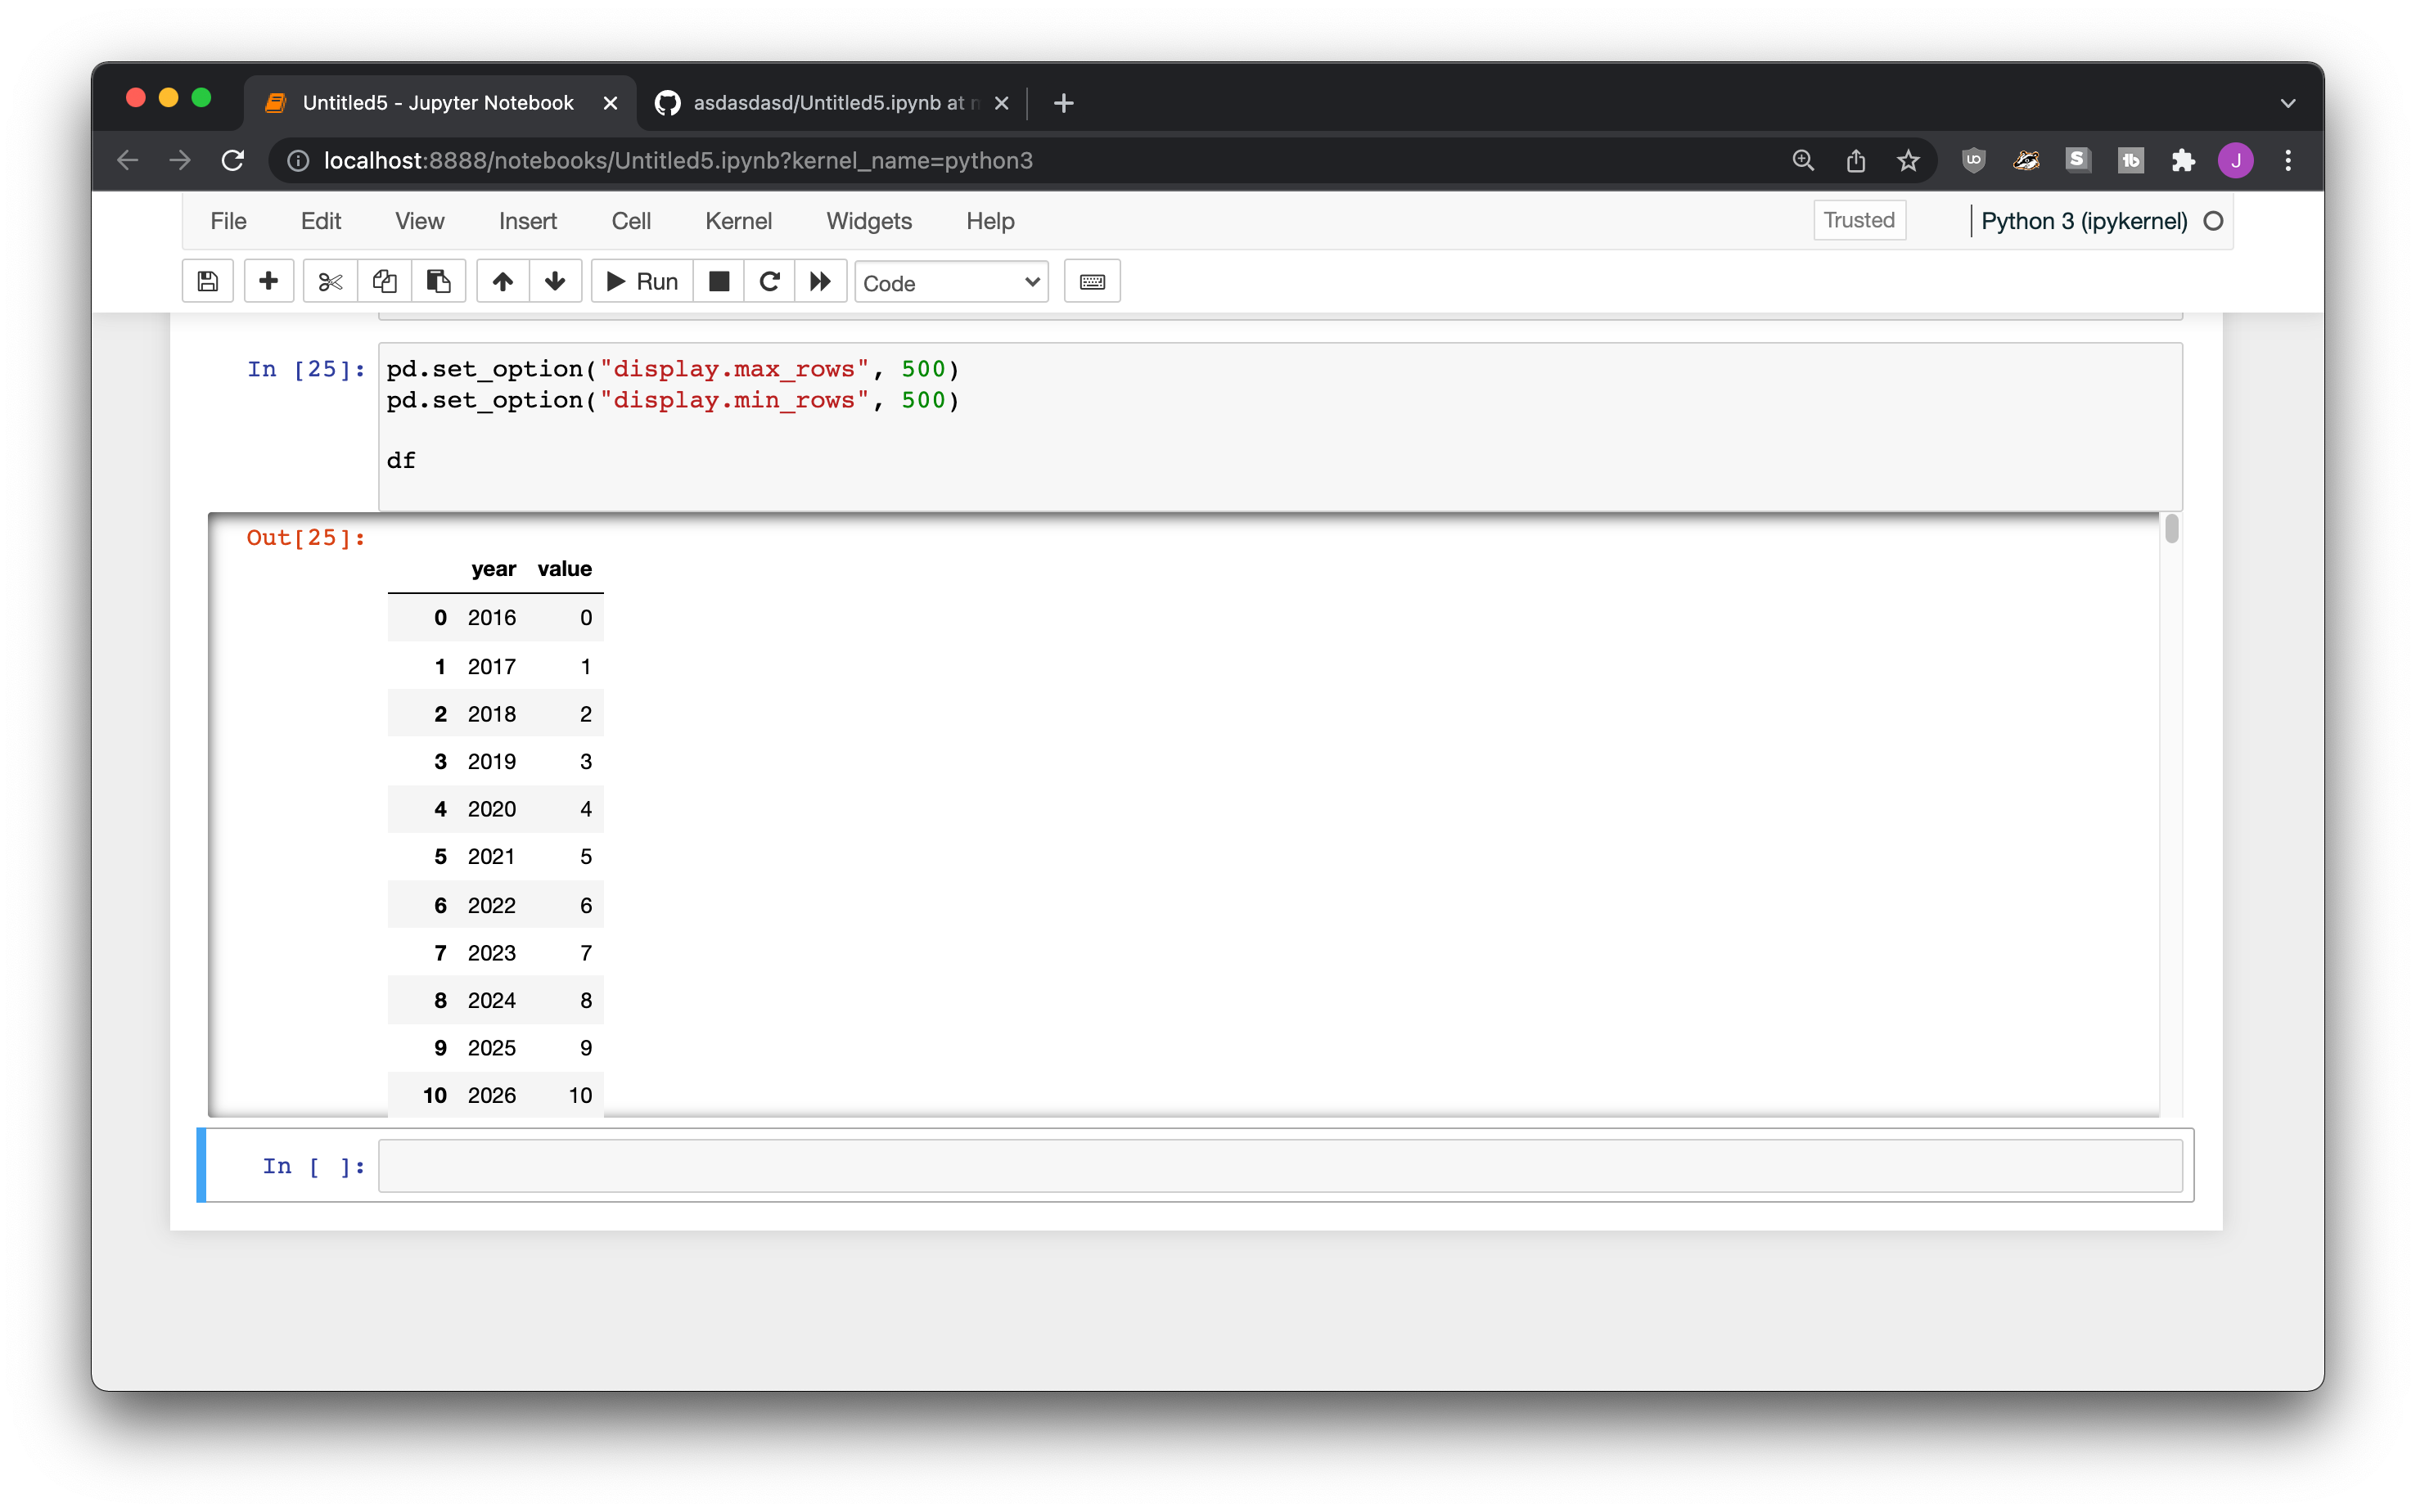 Untitled5 - Jupyter Notebook
asdasdasd/Untitled5.ipynb at
localhost:8888/notebooks/Untitled5.ipynb?kernel_name=python3
J
File Edit View Insert Cell Kernel Widgets Help Trusted Python 3 (ipykernel)
Run Code
In [25]: pd.set_option("display.max_rows", 500)
pd.set_option("display.min_rows", 500)
df
Out[25]:
year value
0 2016 0
1 2017 1
2 2018 2
3 2019 3
4 2020 4
5 2021 5
6 2022 6
7 2023 7
8 2024 8
9 2025 9
10 2026 10
In [ ]: